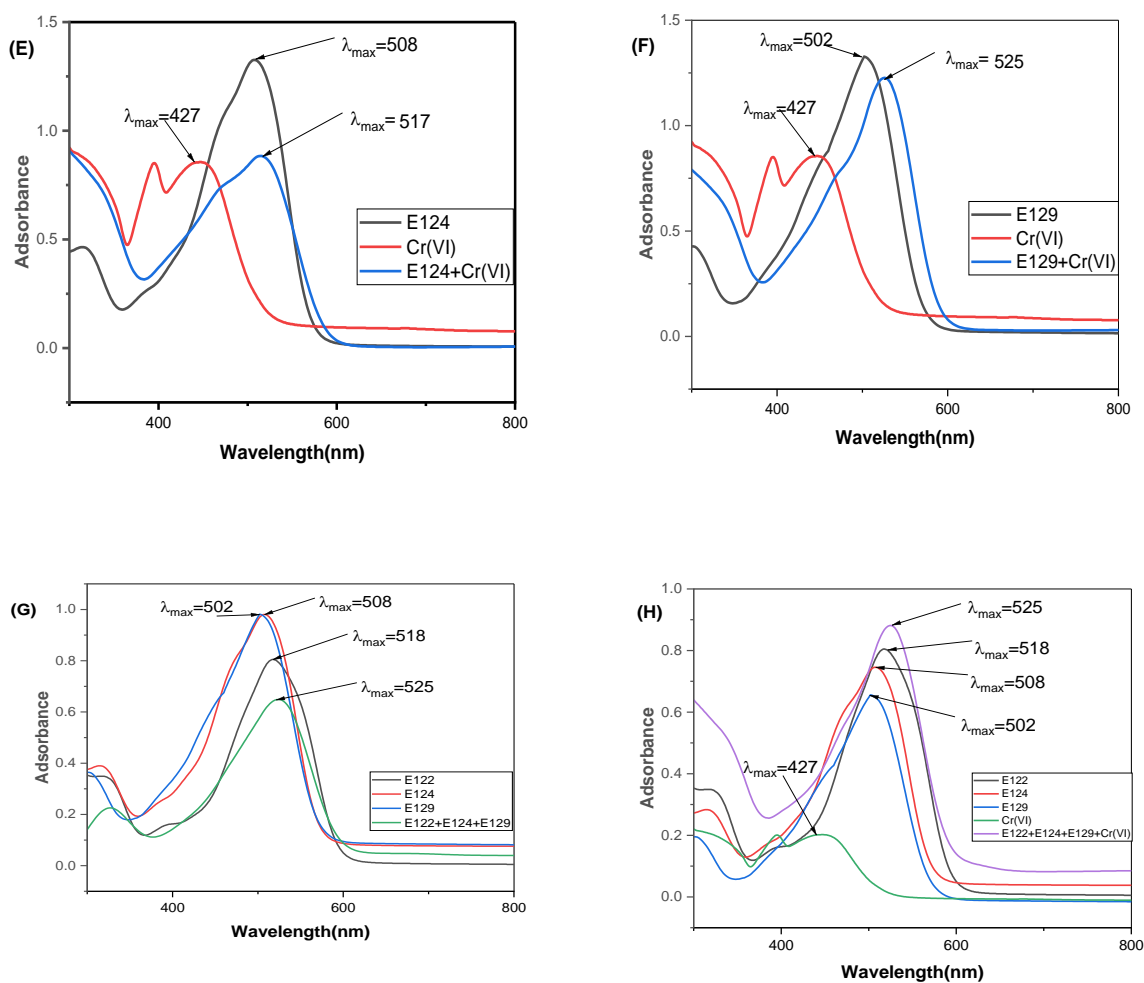 (E)
λmax=508
λmax=427
λmax= 517
1.5
1.0
0.5
0.0
Adsorbance
E124
Cr(VI)
E124+Cr(VI)
400
600
800
Wavelength(nm)
(F)
λmax=502
λmax= 525
λmax=427
1.5
1.0
0.5
0.0
Adsorbance
E129
Cr(VI)
E129+Cr(VI)
400
600
800
Wavelength(nm)
(G)
λmax=502
λmax=508
λmax=518
λmax=525
1.0
0.8
0.6
0.4
0.2
0.0
Adsorbance
E122
E124
E129
E122+E124+E129
400
600
800
Wavelength(nm)
(H)
λmax=525
λmax=518
λmax=508
λmax=502
λmax=427
1.0
0.8
0.6
0.4
0.2
0.0
Adsorbance
E122
E124
E129
Cr(VI)
E122+E124+E129+Cr(VI)
400
600
800
Wavelength(nm)